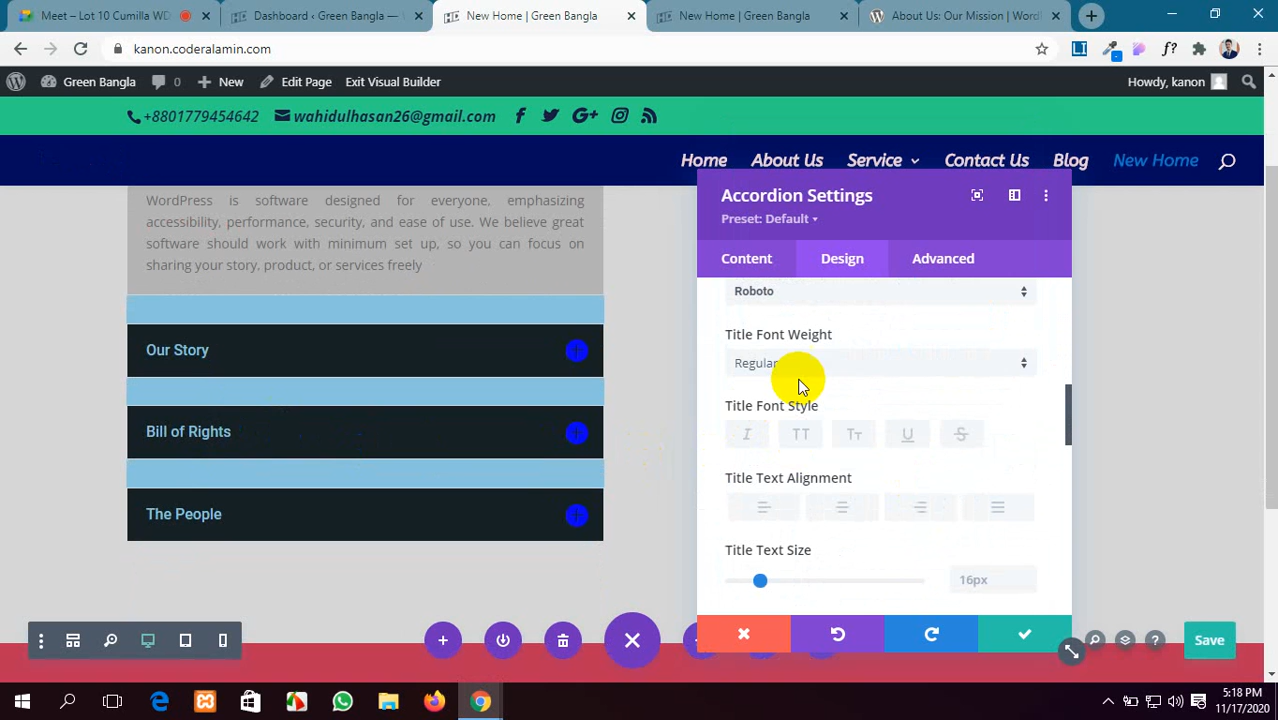 Meet – Lot 10 Cumilla WD
Dashboard ‹ Green Bangla —
New Home | Green Bangla
New Home | Green Bangla
About Us: Our Mission | Word
kanon.coderalamin.com
Green Bangla
0
New
Edit Page
Exit Visual Builder
Howdy, kanon
+8801779454642
wahidulhasan26@gmail.com
Home
About Us
Service
Contact Us
Blog
New Home
WordPress is software designed for everyone, emphasizing
accessibility, performance, security, and ease of use. We believe great
software should work with minimum set up, so you can focus on
sharing your story, product, or services freely
Our Story
Bill of Rights
The People
Accordion Settings
Preset: Default
Content
Design
Advanced
Roboto
Title Font Weight
Regular
Title Font Style
I
TT
Tт
U
S
Title Text Alignment
Title Text Size
16px
Save
5:18 PM
11/17/2020